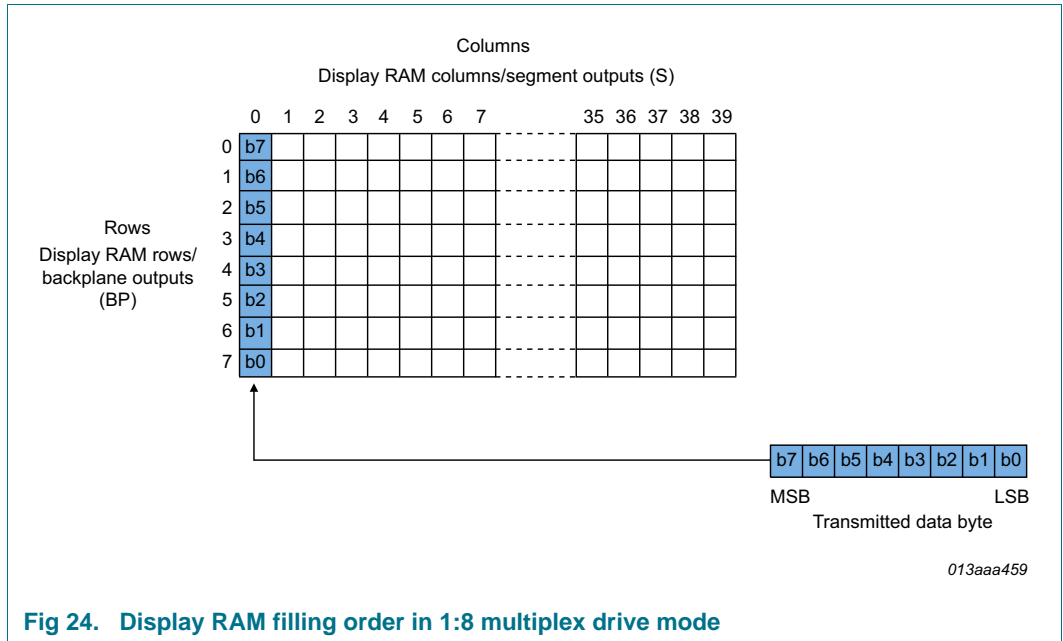 Columns
Display RAM columns/segment outputs (S)
0 1 2 3 4 5 6 7 35 36 37 38 39
0 b7
1 b6
2 b5
3 b4
4 b3
5 b2
6 b1
7 b0
Rows
Display RAM rows/
backplane outputs
(BP)
b7 b6 b5 b4 b3 b2 b1 b0
MSB LSB
Transmitted data byte
013aaa459
Fig 24. Display RAM filling order in 1:8 multiplex drive mode